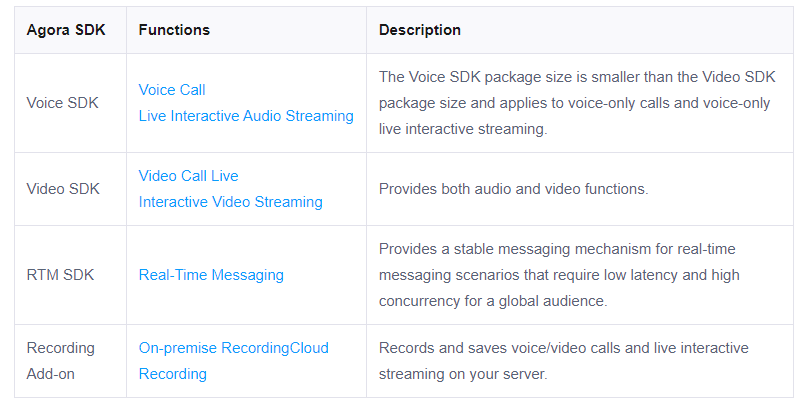 Agora SDK
Functions
Description
Voice SDK
Voice Call
Live Interactive Audio Streaming
The Voice SDK package size is smaller than the Video SDK
package size and applies to voice-only calls and voice-only
live interactive streaming.
Video SDK
Video Call Live
Interactive Video Streaming
Provides both audio and video functions.
RTM SDK
Real-Time Messaging
Provides a stable messaging mechanism for real-time
messaging scenarios that require low latency and high
concurrency for a global audience.
Recording
Add-on
On-premise RecordingCloud
Recording
Records and saves voice/video calls and live interactive
streaming on your server.